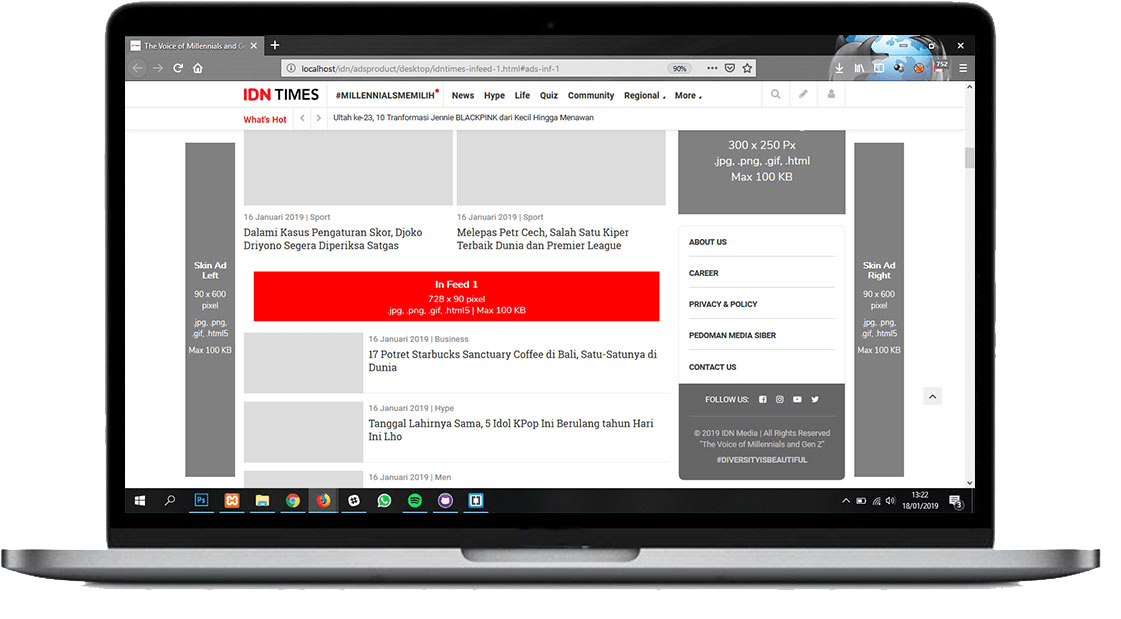 The Voice of Millennials and G
localhost/idn/adsproduct/desktop/idntimes-infeed-1.html#ads-inf-1
90%
752
IDN TIMES
#MILLENNIALSMEMILIH
News
Hype
Life
Quiz
Community
Regional
More
What's Hot
Ultah ke-23, 10 Tranformasi Jennie BLACKPINK dari Kecil Hingga Menawan
Skin Ad
Left
90 x 600
pixel
.jpg, .png,
.gif, .html5
Max 100 KB
16 Januari 2019 | Sport
Dalami Kasus Pengaturan Skor, Djoko
Driyono Segera Diperiksa Satgas
16 Januari 2019 | Sport
Melepas Petr Cech, Salah Satu Kiper
Terbaik Dunia dan Premier League
In Feed 1
728 x 90 pixel
.jpg, .png, .gif, .html5 | Max 100 KB
16 Januari 2019 | Business
17 Potret Starbucks Sanctuary Coffee di Bali, Satu-Satunya di
Dunia
16 Januari 2019 | Hype
Tanggal Lahirnya Sama, 5 Idol KPop Ini Berulang tahun Hari
Ini Lho
16 Januari 2019 | Men
300 x 250 Px
.jpg, .png, .gif, .html
Max 100 KB
ABOUT US
CAREER
PRIVACY & POLICY
PEDOMAN MEDIA SIBER
CONTACT US
FOLLOW US:
© 2019 IDN Media | All Rights Reserved
"The Voice of Millennials and Gen Z"
#DIVERSITYISBEAUTIFUL
Skin Ad
Right
90 x 600
pixel
.jpg, .png,
.gif, .html5
Max 100 KB
Ps
13:22
18/01/2019
3